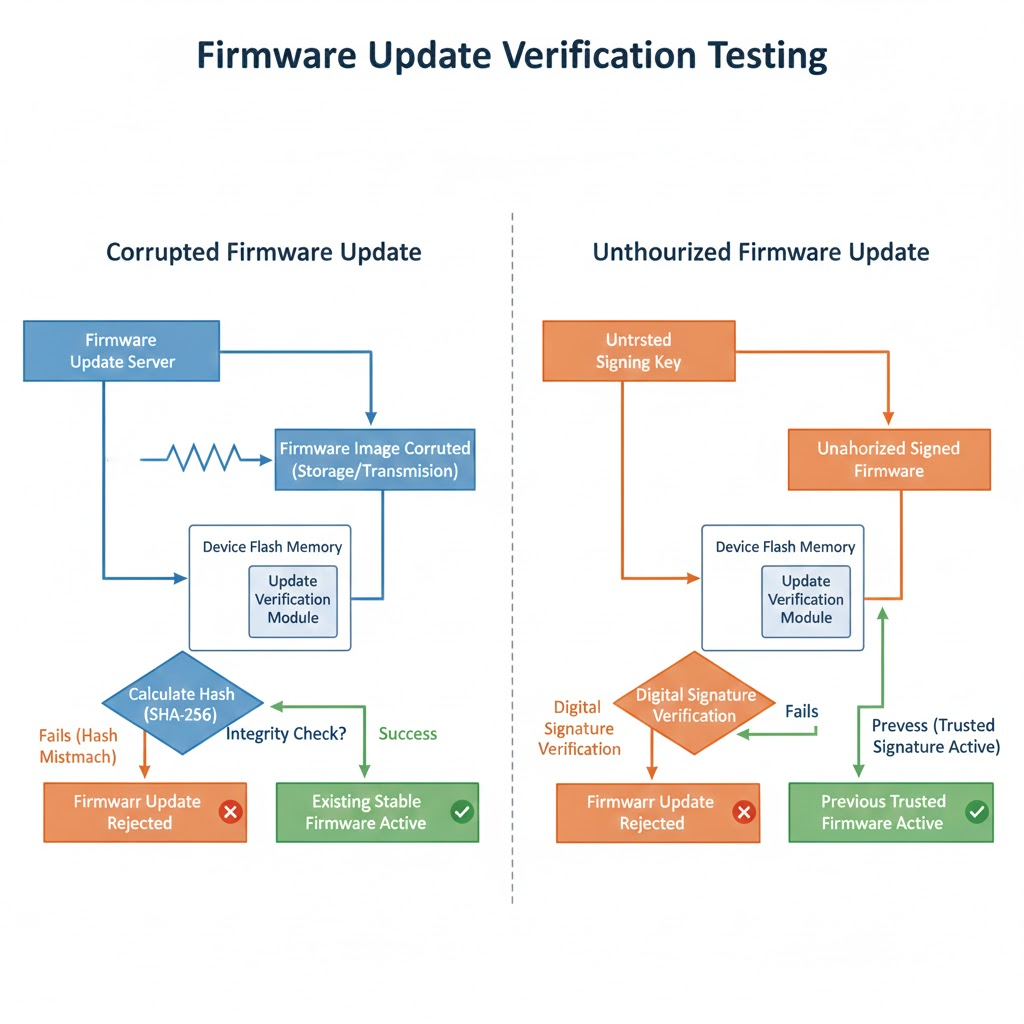 Firmware Update Verification Testing
Corrupted Firmware Update
Firmware
Update Server
Firmware Image Corruted
(Storage/Transmision)
Device Flash Memory
Update
Verification
Module
Calculate Hash
(SHA-256)
Integrity Check?
Fails (Hash
Mistmach)
Success
Firmwarr Update
Rejected
Existing Stable
Firmware Active
Unthourized Firmware Update
Untrsted
Signing Key
Unahorized Signed
Firmware
Device Flash Memory
Update
Verification
Module
Digital Signature
Verification
Digital
Signature
Verification
Fails
Prevess (Trusted
Signature Active)
Firmwarr Update
Rejected
Previous Trusted
Firmware Active